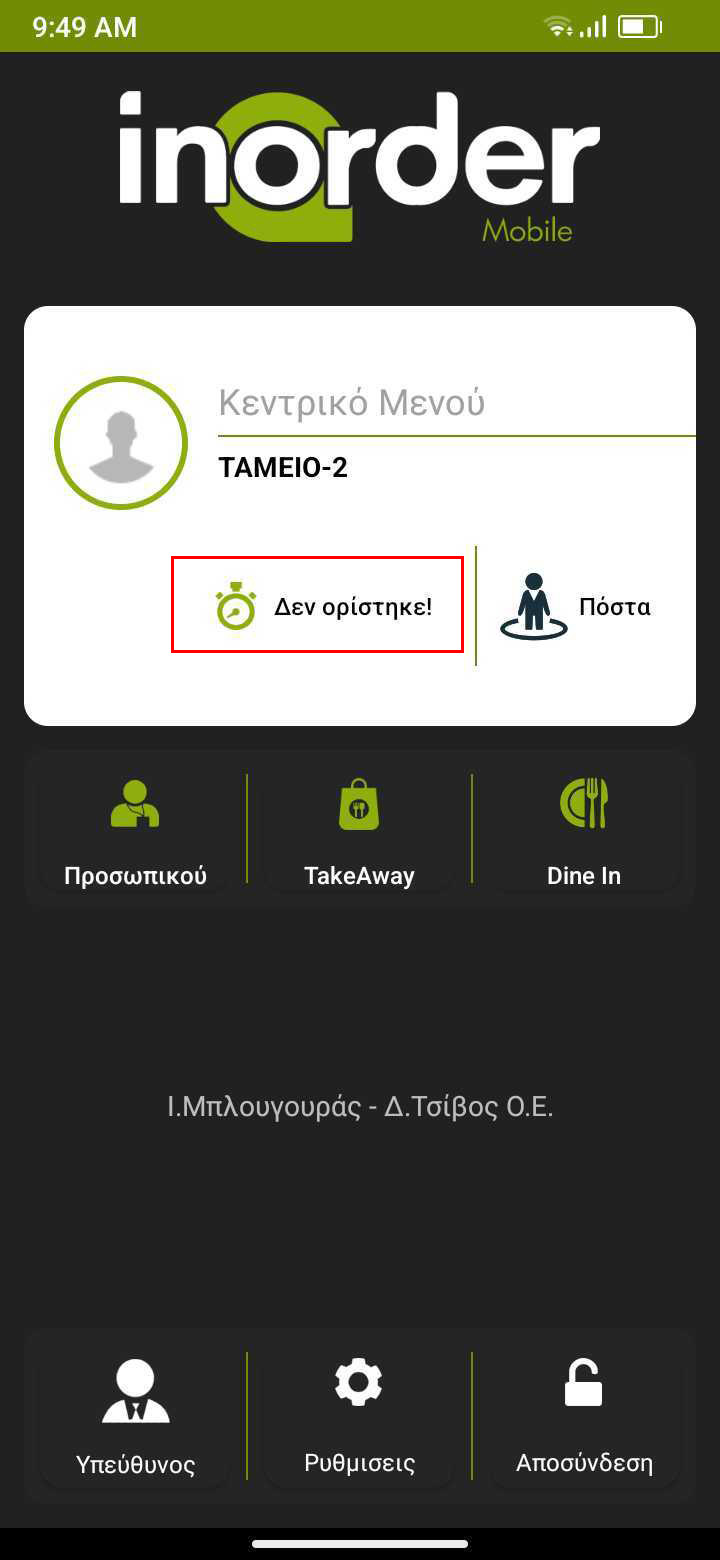 9:49 AM
inorder
Mobile
Κεντρικό Μενού
ΤΑΜΕΙΟ-2
Δεν ορίστηκε!
Πόστα
Προσωπικού
TakeAway
Dine In
Ι.Μπλουγουράς - Δ.Τσίβος Ο.Ε.
Υπεύθυνος
Ρυθμισεις
Αποσύνδεση